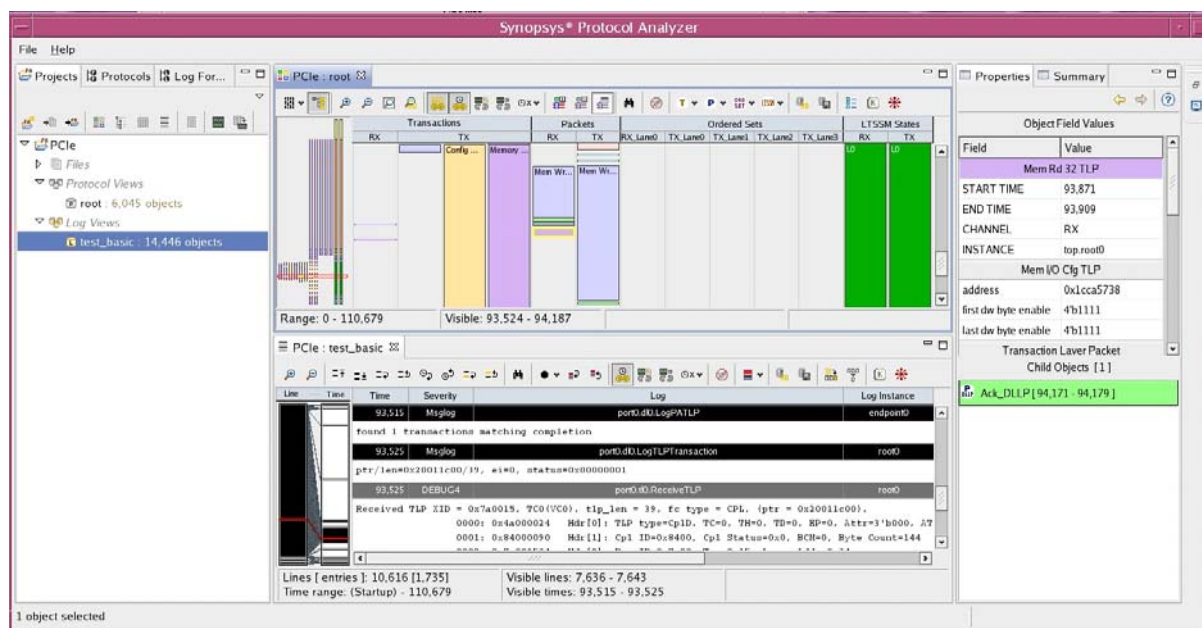 Synopsys® Protocol Analyzer
File Help
Projects Protocols Log For...
PCIe
Files
Protocol Views
root : 6,045 objects
Log Views
test_basic : 14,446 objects
PCIe : root
Transactions Packets Ordered Sets LTSSM States
RX TX RX TX RX_Lane0 TX_Lane0 TX_Lane1 TX_Lane2 TX_Lane3 RX TX
Config ... Memory ... L0 L0
Mem Wr... Mem Wr...
Range: 0 - 110,679 Visible: 93,524 - 94,187
PCIe : test_basic
Line Time Time Severity Log Log Instance
93,515 Msglog port0.dl0.LogPATLP endpoint0
found 1 transactions matching completion
93,525 Msglog port0.dl0.LogTLPTransaction root0
ptr/len=0x20011c00/39, ei=0, status=0x00000001
93,525 DEBUG4 port0.tl0.ReceiveTLP root0
Received TLP XID = 0x7a0015, TC0(VC0), tlp_len = 39, fc type = CPL, (ptr = 0x20011c00),
0000: 0x4a000024 Hdr[0]: TLP type=CplD, TC=0, TH=0, TD=0, EP=0, Attr=3'b000, AT
0001: 0x84000090 Hdr[1]: Cpl ID=0x8400, Cpl Status=0x0, BCM=0, Byte Count=144
Lines [ entries ]: 10,616 [1,735] Visible lines: 7,636 - 7,643
Time range: (Startup) - 110,679 Visible times: 93,515 - 93,525
Properties Summary
Object Field Values
Field Value
Mem Rd 32 TLP
START TIME 93,871
END TIME 93,909
CHANNEL RX
INSTANCE top.root0
Mem I/O Cfg TLP
address 0x1cca5738
first dw byte enable 4'b1111
last dw byte enable 4'b1111
Transaction Layer Packet
Child Objects [1]
Ack_DLLP [ 94,171 - 94,179 ]
1 object selected